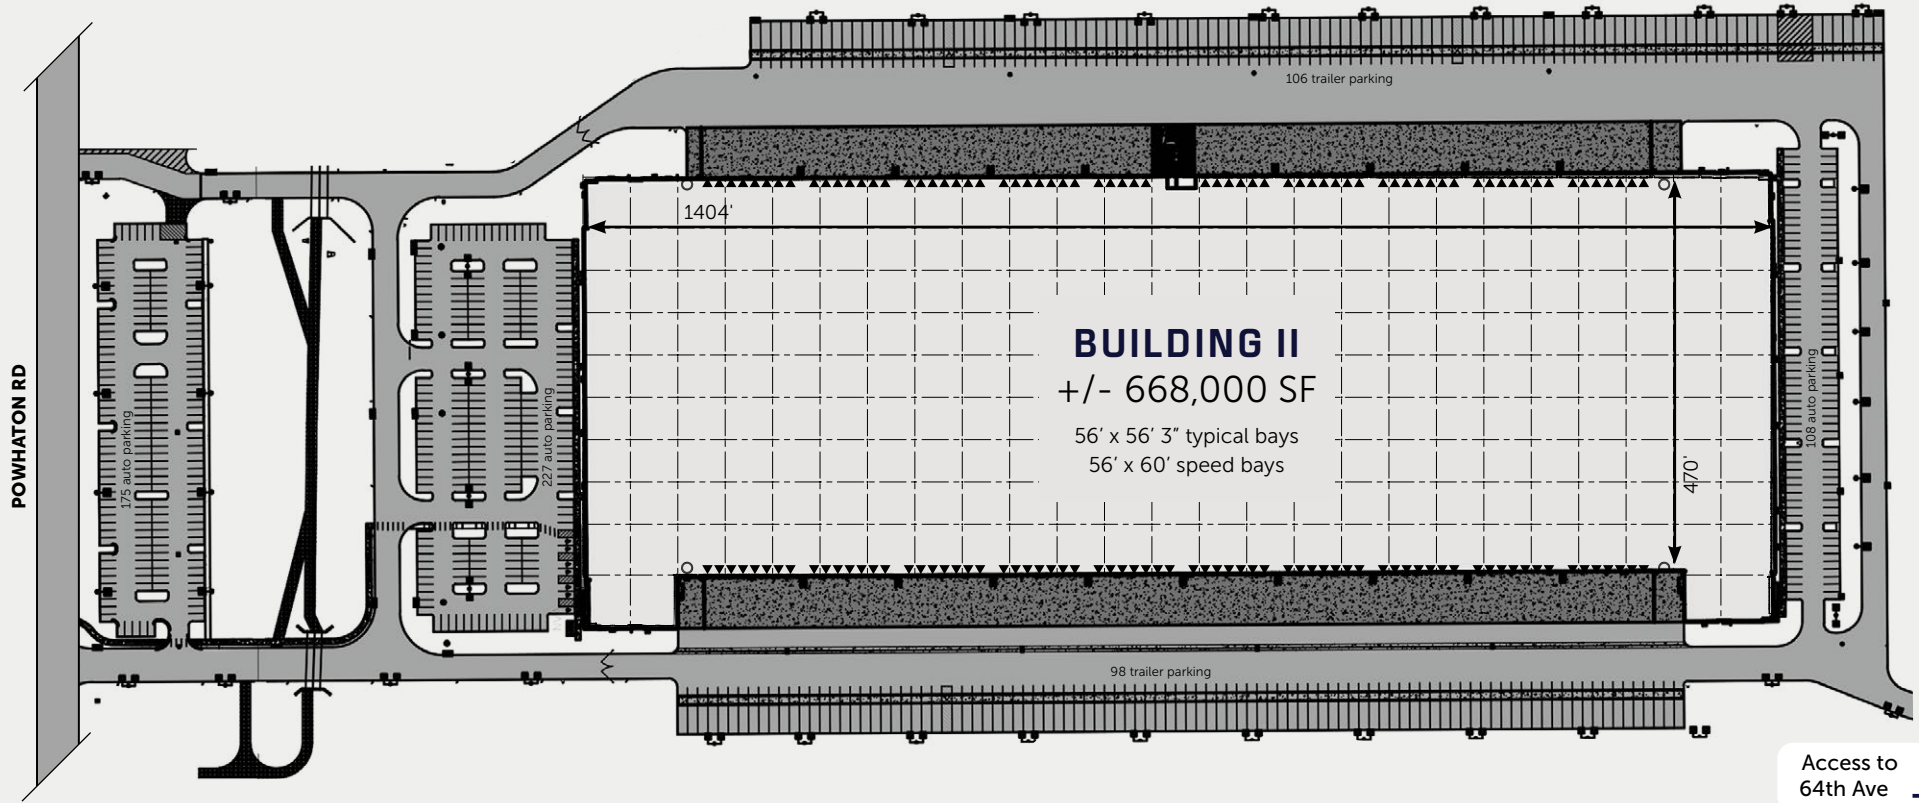 106 trailer parking
1404'
POWHATON RD
175 auto parking
227 auto parking
BUILDING II
+/- 668,000 SF
56’ x 56’ 3” typical bays
56’ x 60’ speed bays
470'
108 auto parking
98 trailer parking
Access to
64th Ave